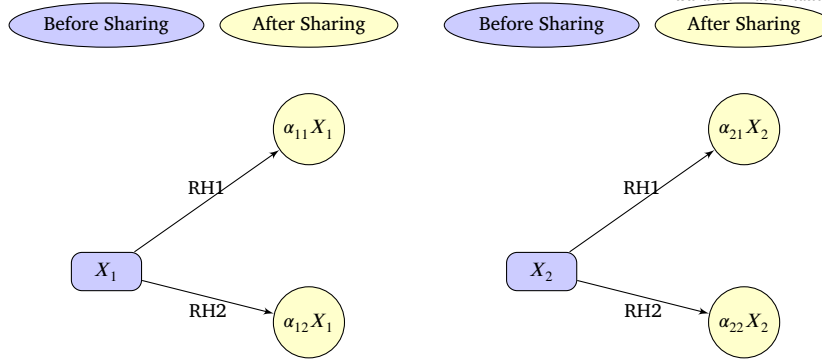 Before Sharing After Sharing Before Sharing After Sharing
α₁₁X₁ α₂₁X₂
RH1 RH1
X₁ X₂
RH2 RH2
α₁₂X₁ α₂₂X₂